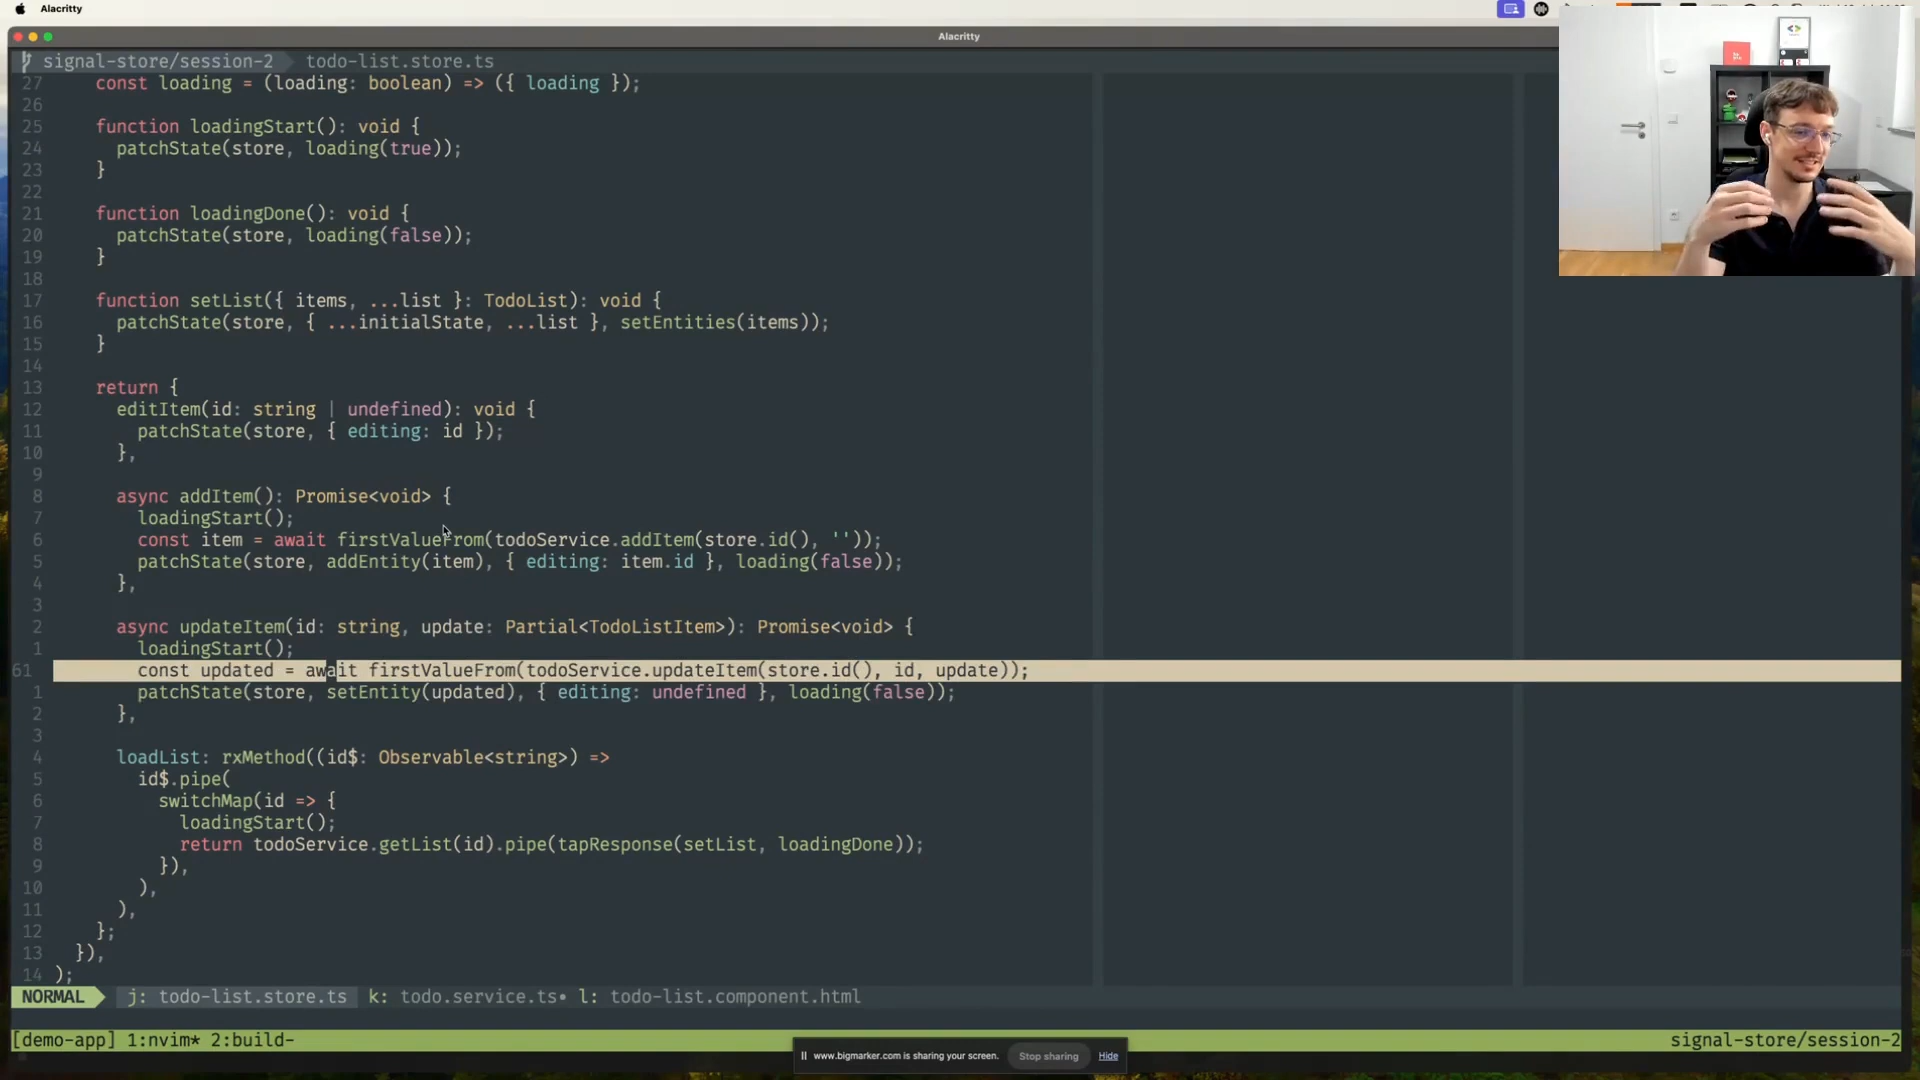 Alacritty
Alacritty
signal-store/session-2 todo-list.store.ts
27 const loading = (loading: boolean) => ({ loading });
26
25 function loadingStart(): void {
24 patchState(store, loading(true));
23 }
22
21 function loadingDone(): void {
20 patchState(store, loading(false));
19 }
18
17 function setList({ items, ...list }: TodoList): void {
16 patchState(store, { ...initialState, ...list }, setEntities(items));
15 }
14
13 return {
12 editItem(id: string | undefined): void {
11 patchState(store, { editing: id });
10 },
9
8 async addItem(): Promise<void> {
7 loadingStart();
6 const item = await firstValueFrom(todoService.addItem(store.id(), ''));
5 patchState(store, addEntity(item), { editing: item.id }, loading(false));
4 },
3
2 async updateItem(id: string, update: Partial<TodoListItem>): Promise<void> {
1 loadingStart();
61 const updated = await firstValueFrom(todoService.updateItem(store.id(), id, update));
1 patchState(store, setEntity(updated), { editing: undefined }, loading(false));
2 },
3
4 loadList: rxMethod((id$: Observable<string>) =>
5 id$.pipe(
6 switchMap(id => {
7 loadingStart();
8 return todoService.getList(id).pipe(tapResponse(setList, loadingDone));
9 }),
10 ),
11 ),
12 };
13 }),
14 );
NORMAL j: todo-list.store.ts k: todo.service.ts• l: todo-list.component.html
[demo-app] 1:nvim* 2:build- signal-store/session-2
www.bigmarker.com is sharing your screen. Stop sharing Hide